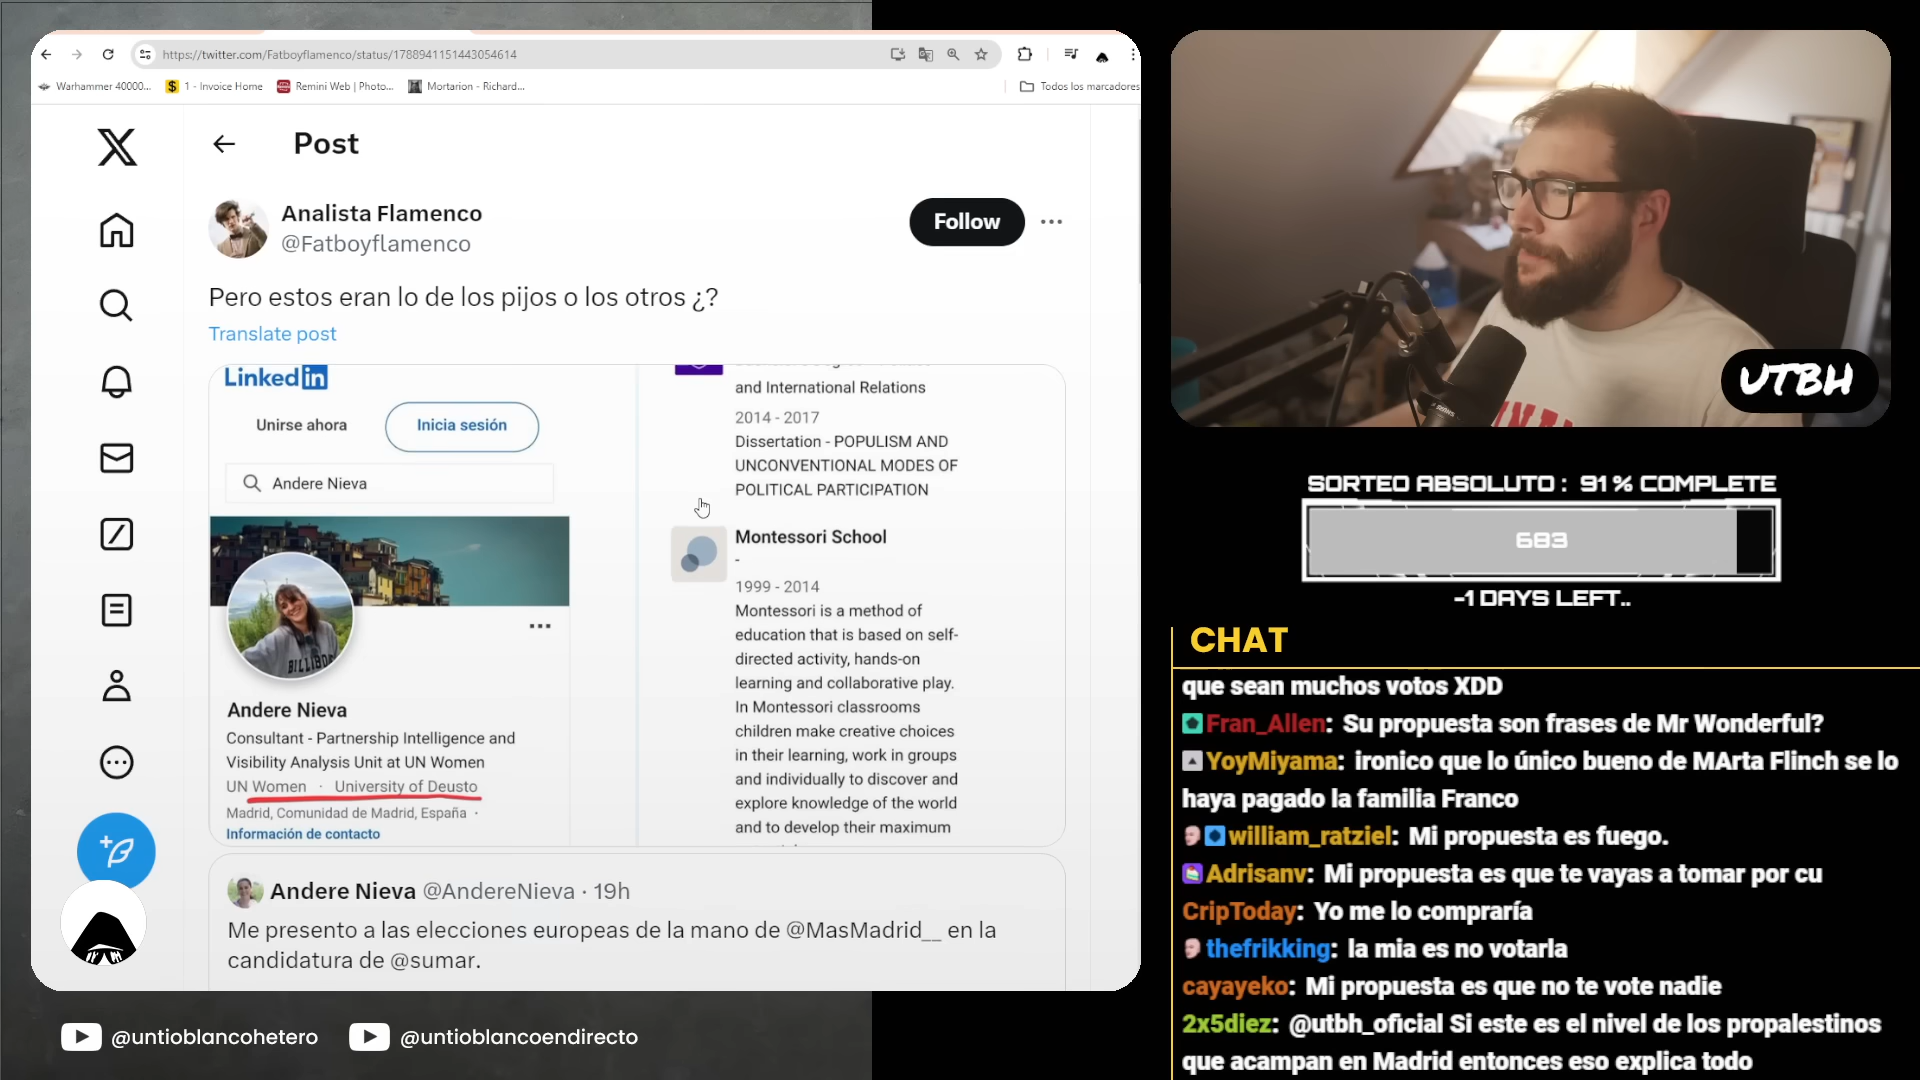 https://twitter.com/Fatboyflamenco/status/1788941151443054614
Warhammer 40000...
1 - Invoice Home
Remini Web | Photo...
Mortarion - Richard...
Todos los marcadores
Post
Analista Flamenco
@Fatboyflamenco
Follow
Pero estos eran lo de los pijos o los otros ¿?
Translate post
Linkedin
Unirse ahora
Inicia sesión
Andere Nieva
BILLABO
Andere Nieva
Consultant - Partnership Intelligence and
Visibility Analysis Unit at UN Women
UN Women · University of Deusto
Madrid, Comunidad de Madrid, España ·
Información de contacto
and International Relations
2014 - 2017
Dissertation - POPULISM AND
UNCONVENTIONAL MODES OF
POLITICAL PARTICIPATION
Montessori School
-
1999 - 2014
Montessori is a method of
education that is based on self-
directed activity, hands-on
learning and collaborative play.
In Montessori classrooms
children make creative choices
in their learning, work in groups
and individually to discover and
explore knowledge of the world
and to develop their maximum
Andere Nieva @AndereNieva · 19h
Me presento a las elecciones europeas de la mano de @MasMadrid__ en la
candidatura de @sumar.
@untioblancohetero
@untioblancoendirecto
UTBH
SORTEO ABSOLUTO : 91 % COMPLETE
683
-1 DAYS LEFT..
CHAT
que sean muchos votos XDD
Fran_Allen: Su propuesta son frases de Mr Wonderful?
YoyMiyama: ironico que lo único bueno de MArta Flinch se lo
haya pagado la familia Franco
william_ratziel: Mi propuesta es fuego.
Adrisanv: Mi propuesta es que te vayas a tomar por cu
CripToday: Yo me lo compraría
thefrikking: la mia es no votarla
cayayeko: Mi propuesta es que no te vote nadie
2x5diez: @utbh_oficial Si este es el nivel de los propalestinos
que acampan en Madrid entonces eso explica todo